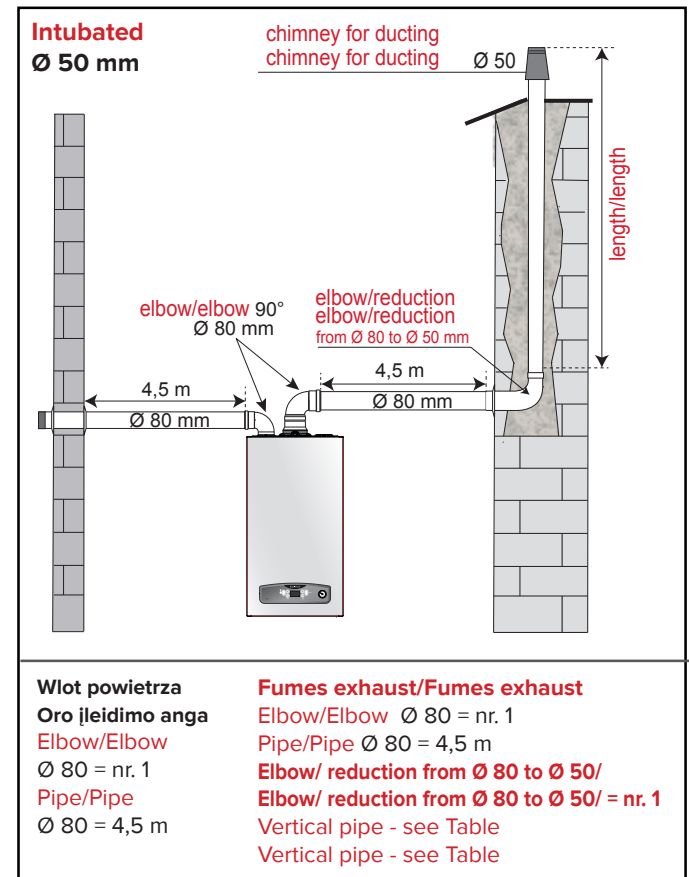 Intubated
Ø 50 mm
chimney for ducting
chimney for ducting
Ø 50
length/length
elbow/elbow 90°
Ø 80 mm
elbow/reduction
elbow/reduction
from Ø 80 to Ø 50 mm
4,5 m
Ø 80 mm
4,5 m
Ø 80 mm
Wlot powietrza
Oro įleidimo anga
Elbow/Elbow
Ø 80 = nr. 1
Pipe/Pipe
Ø 80 = 4,5 m
Fumes exhaust/Fumes exhaust
Elbow/Elbow Ø 80 = nr. 1
Pipe/Pipe Ø 80 = 4,5 m
Elbow/ reduction from Ø 80 to Ø 50/
Elbow/ reduction from Ø 80 to Ø 50/ = nr. 1
Vertical pipe - see Table
Vertical pipe - see Table